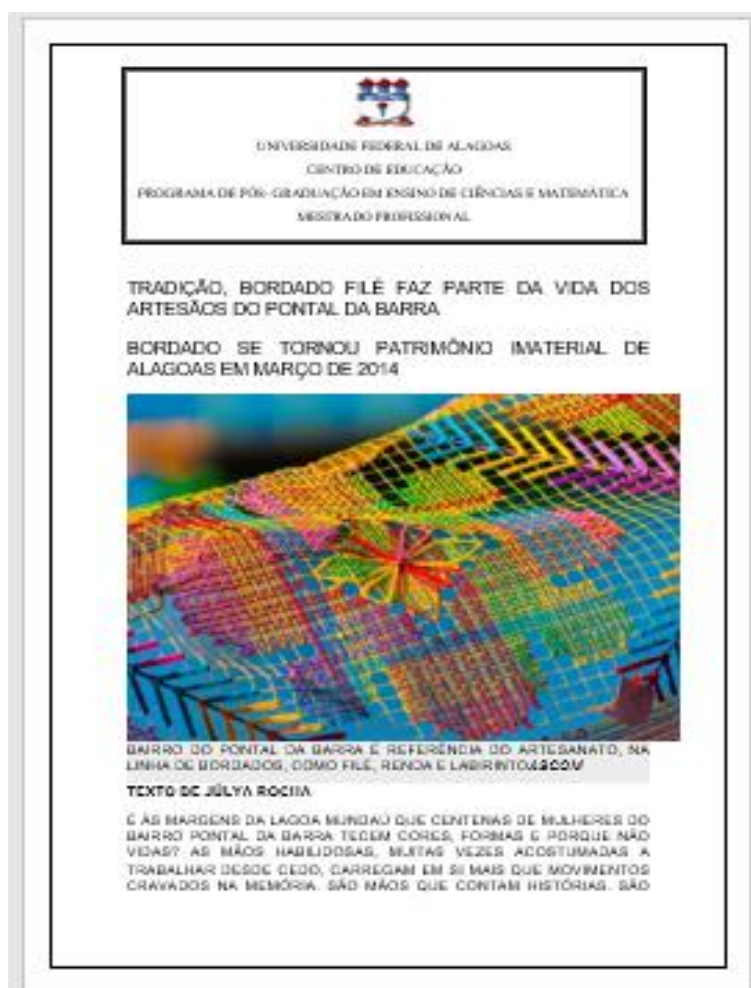 UNIVERSIDADE FEDERAL DE ALAGOAS
CENTRO DE EDUCAÇÃO
PROGRAMA DE PÓS- GRADUAÇÃO EM ENSINO DE CIÊNCIAS E MATEMÁTICA
MESTRADO PROFISSIONAL
TRADIÇÃO, BORDADO FILÉ FAZ PARTE DA VIDA DOS
ARTESÃOS DO PONTAL DA BARRA
BORDADO SE TORNOU PATRIMÔNIO IMATERIAL DE
ALAGOAS EM MARÇO DE 2014
BAIRRO DO PONTAL DA BARRA É REFERÊNCIA DO ARTESANATO, NA
LINHA DE BORDADOS, COMO FILÉ, RENDA E LABIRINTO/ASCOM
TEXTO DE JÚLYA ROCHA
É ÀS MARGENS DA LAGOA MUNDAÚ QUE CENTENAS DE MULHERES DO
BAIRRO PONTAL DA BARRA TECEM CORES, FORMAS E PORQUE NÃO
VIDAS? AS MÃOS HABILIDOSAS, MUITAS VEZES ACOSTUMADAS A
TRABALHAR DESDE CEDO, CARREGAM EM SI MAIS QUE MOVIMENTOS
CRAVADOS NA MEMÓRIA. SÃO MÃOS QUE CONTAM HISTÓRIAS. SÃO